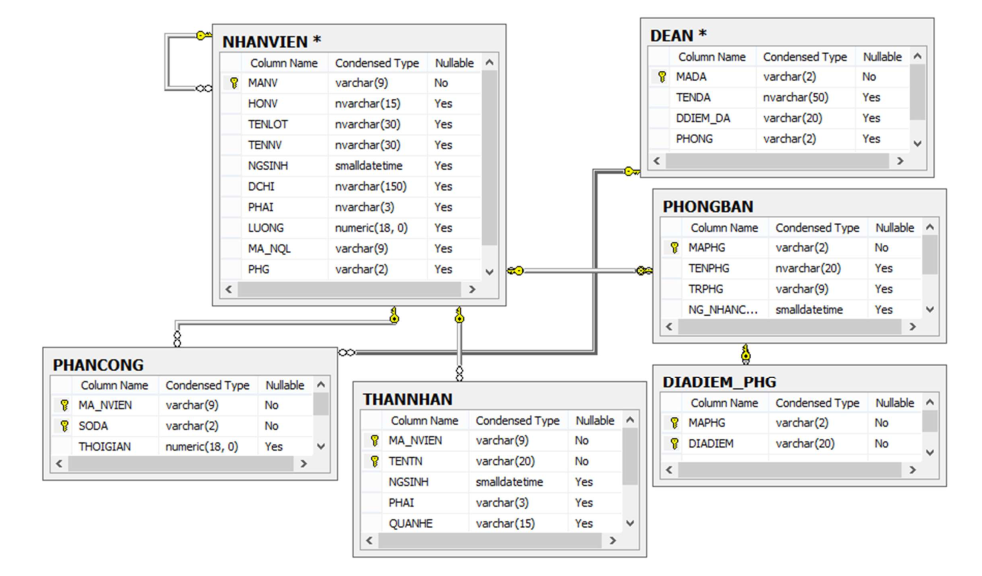 NHANVIEN *
Column Name Condensed Type Nullable
MANV varchar(9) No
HONV nvarchar(15) Yes
TENLOT nvarchar(30) Yes
TENNV nvarchar(30) Yes
NGSINH smalldatetime Yes
DCHI nvarchar(150) Yes
PHAI nvarchar(3) Yes
LUONG numeric(18, 0) Yes
MA_NQL varchar(9) Yes
PHG varchar(2) Yes
DEAN *
Column Name Condensed Type Nullable
MADA varchar(2) No
TENDA nvarchar(50) Yes
DDIEM_DA varchar(20) Yes
PHONG varchar(2) Yes
PHONGBAN
Column Name Condensed Type Nullable
MAPHG varchar(2) No
TENPHG nvarchar(20) Yes
TRPHG varchar(9) Yes
NG_NHANC... smalldatetime Yes
PHANCONG
Column Name Condensed Type Nullable
MA_NVIEN varchar(9) No
SODA varchar(2) No
THOIGIAN numeric(18, 0) Yes
THANNHAN
Column Name Condensed Type Nullable
MA_NVIEN varchar(9) No
TENTN varchar(20) No
NGSINH smalldatetime Yes
PHAI varchar(3) Yes
QUANHE varchar(15) Yes
DIADIEM_PHG
Column Name Condensed Type Nullable
MAPHG varchar(2) No
DIADIEM varchar(20) No